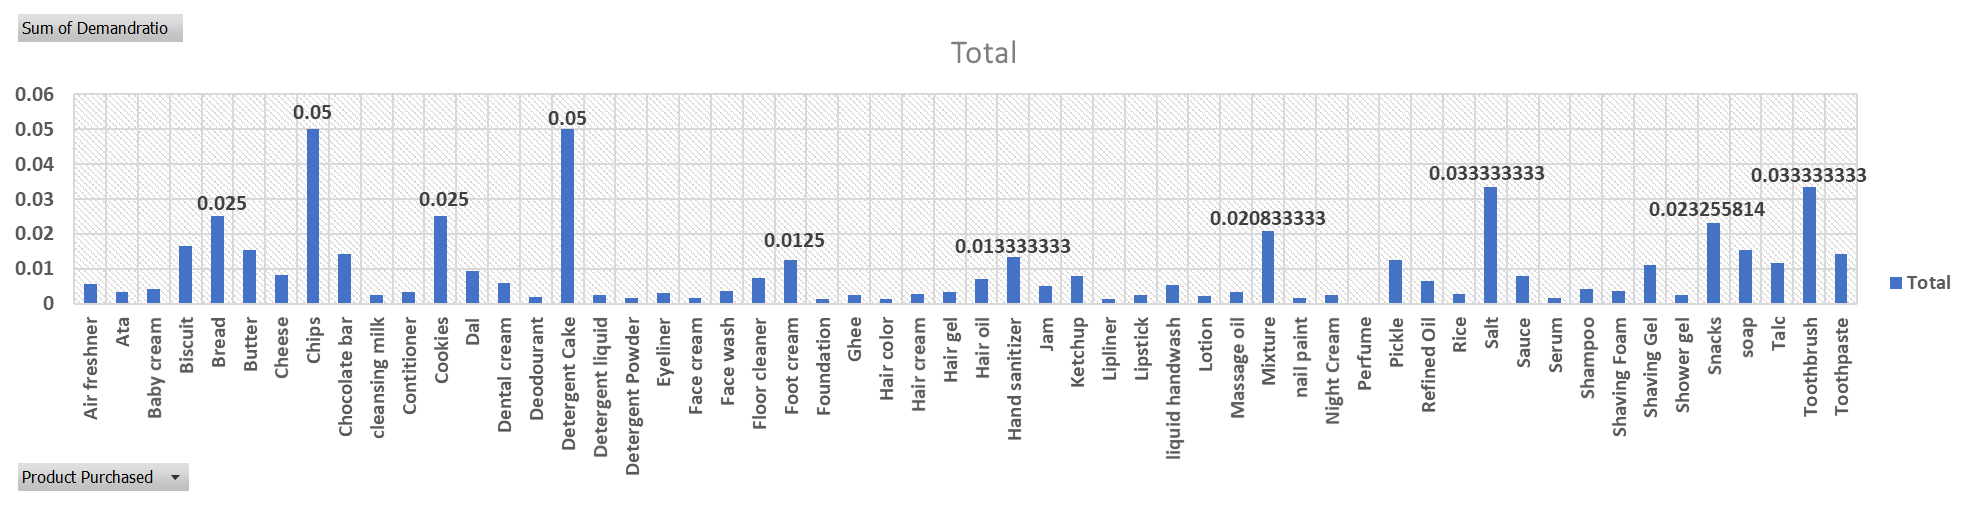 Sum of Demandratio
Total
0.06
0.05
0.04
0.03
0.02
0.01
0
0.025
0.05
0.025
0.05
0.0125
0.013333333
0.020833333
0.033333333
0.023255814
0.033333333
Air freshner
Ata
Baby cream
Biscuit
Bread
Butter
Cheese
Chips
Chocolate bar
cleansing milk
Contitioner
Cookies
Dal
Dental cream
Deodourant
Detergent Cake
Detergent liquid
Detergent Powder
Eyeliner
Face cream
Face wash
Floor cleaner
Foot cream
Foundation
Ghee
Hair color
Hair cream
Hair gel
Hair oil
Hand sanitizer
Jam
Ketchup
Lipliner
Lipstick
liquid handwash
Lotion
Massage oil
Mixture
nail paint
Night Cream
Perfume
Pickle
Refined Oil
Rice
Salt
Sauce
Serum
Shampoo
Shaving Foam
Shaving Gel
Shower gel
Snacks
soap
Talc
Toothbrush
Toothpaste
Total
Product Purchased